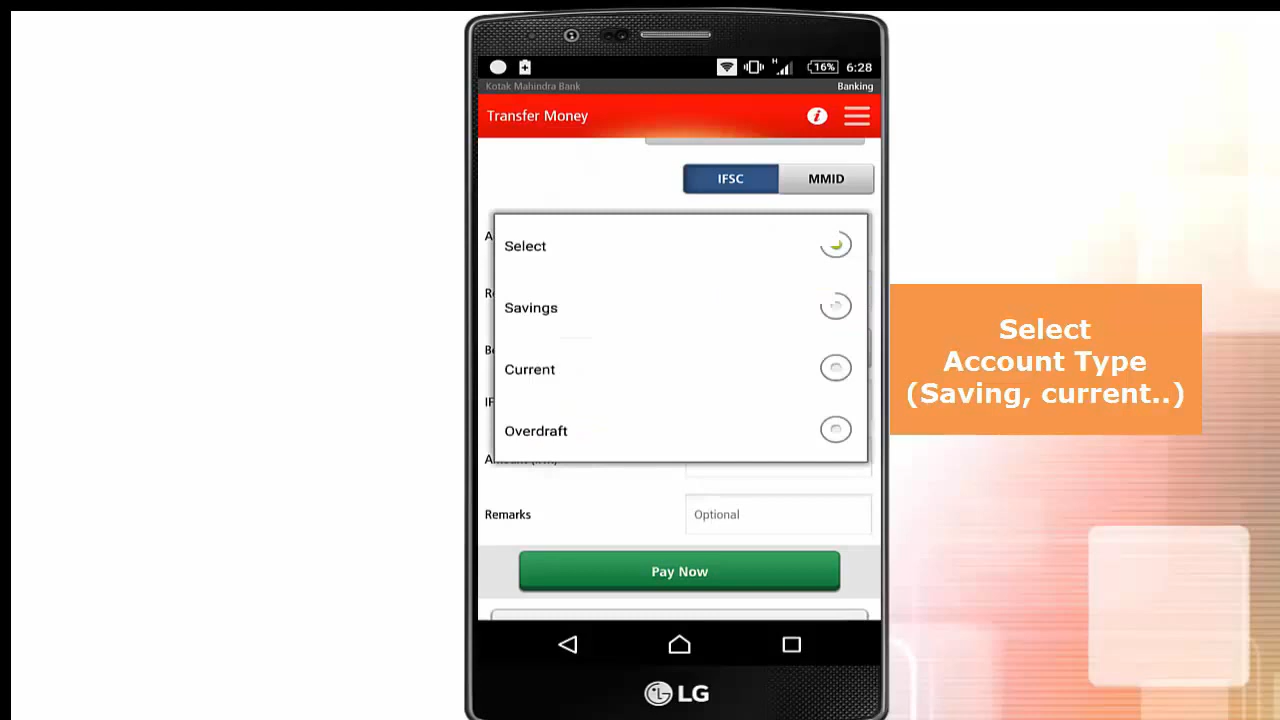 H
16%
6:28
Kotak Mahindra Bank
Banking
Transfer Money
i
IFSC
MMID
Select
Savings
Current
Overdraft
Remarks
Optional
Pay Now
LG
Select
Account Type
(Saving, current..)